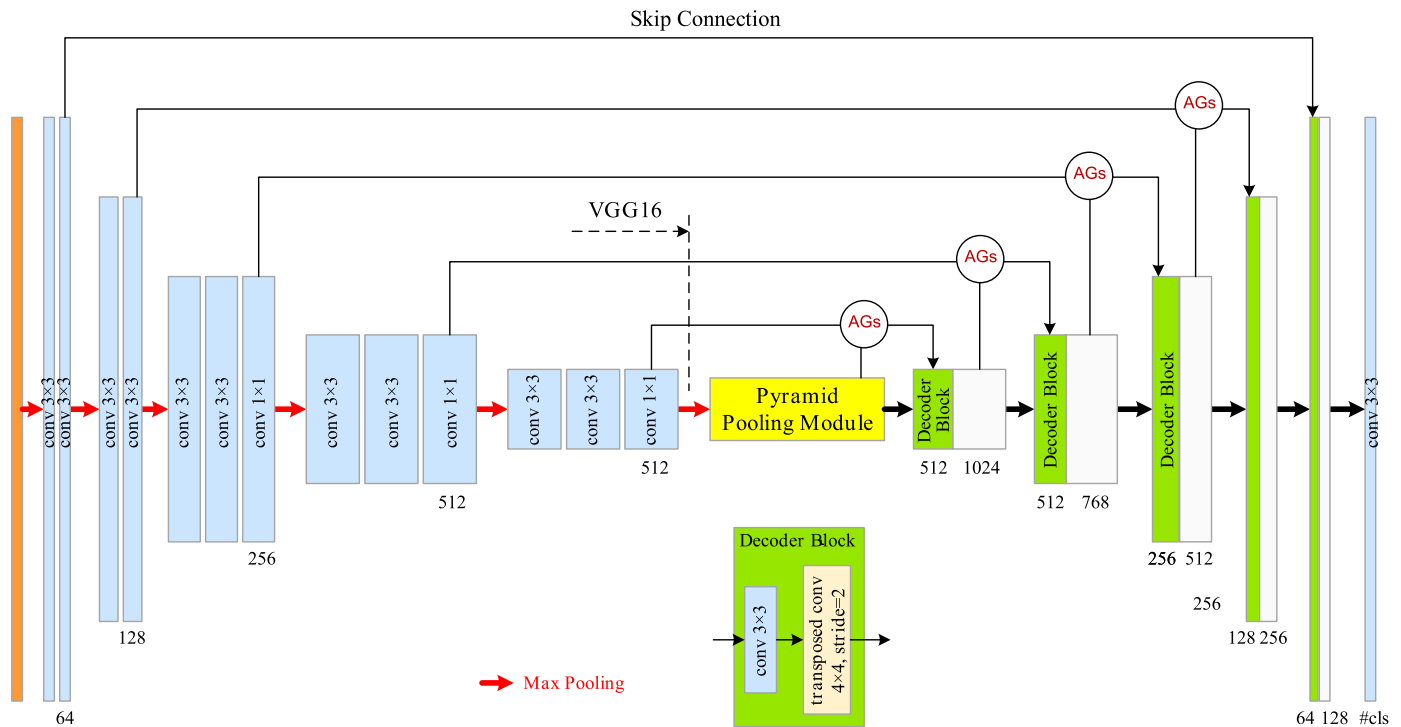 Skip Connection
AGs
AGs
VGG16
AGs
AGs
conv 3×3
conv 3×3
conv 3×3
conv 3×3
conv 3×3
conv 3×3
conv 1×1
conv 3×3
conv 3×3
conv 1×1
conv 3×3
conv 3×3
conv 1×1
Pyramid
Pooling Module
Decoder
Block
Decoder Block
Decoder Block
conv 3×3
512
512
1024
512
512
768
256
256
512
256
128
128
256
Decoder Block
conv 3×3
transposed conv
4×4, stride=2
Max Pooling
64
64
128
#cls